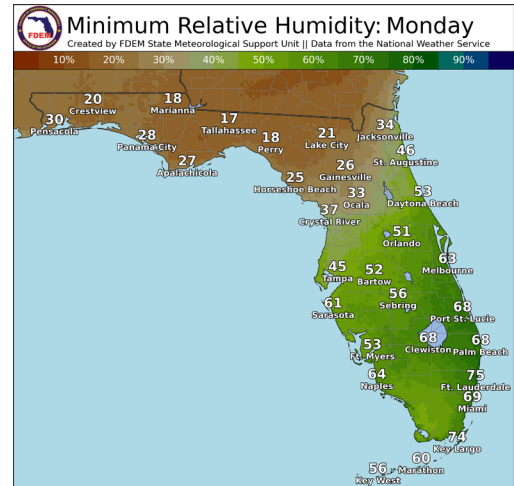 FDEM
Minimum Relative Humidity: Monday
Created by FDEM State Meteorological Support Unit || Data from the National Weather Service
10% 20% 30% 40% 50% 60% 70% 80% 90%
20
Crestview
18
Marianna
30
Pensacola
17
Tallahassee
34
Jacksonville
28
Panama City
18
Perry
21
Lake City
46
St. Augustine
27
Apalachicola
26
Gainesville
25
Horseshoe Beach
33
Ocala
53
Daytona Beach
37
Crystal River
51
Orlando
63
Melbourne
45
Tampa
52
Bartow
56
Sebring
61
Sarasota
68
Port St. Lucie
53
Ft. Myers
68
Clewiston
68
Palm Beach
64
Naples
75
Ft. Lauderdale
69
Miami
74
Key Largo
60
Marathon
56
Key West